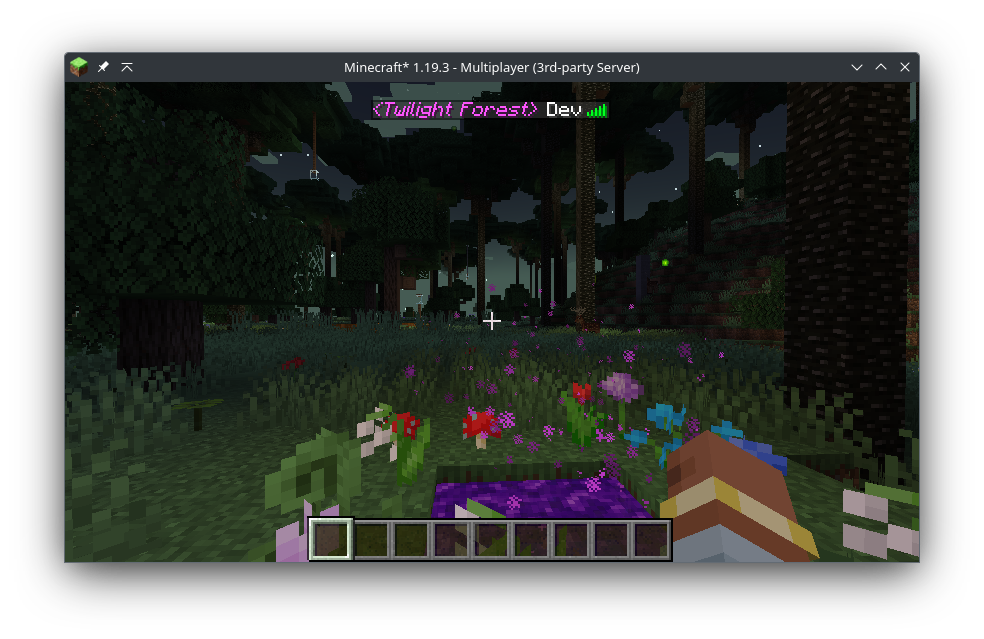 Minecraft* 1.19.3 - Multiplayer (3rd-party Server)
<Twilight Forest> Dev